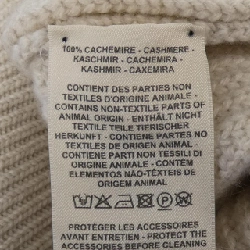 100% CACHEMIRE - CASHMERE -
KASCHMIR - CACHEMIRA -
KASHMIR - CAXEMIRA
CONTIENT DES PARTIES NON
TEXTILES D'ORIGINE ANIMALE -
CONTAINS NON-TEXTILE PARTS OF
ANIMAL ORIGIN - ENTHÄLT NICHT
TEXTILE TEILE TIERISCHER
HERKUNFT - CONTIENE PARTES NO
TEXTILES DE ORIGEN ANIMAL -
CONTIENE PARTI NON TESSILI DI
ORIGINE ANIMALE - CONTÉM
ELEMENTOS NÃO-TÊXTEIS DE
ORIGEM ANIMAL
P
PROTÉGER LES ACCESSOIRES
AVANT ENTRETIEN - PROTECT THE
ACCESSORIES BEFORE CLEANING